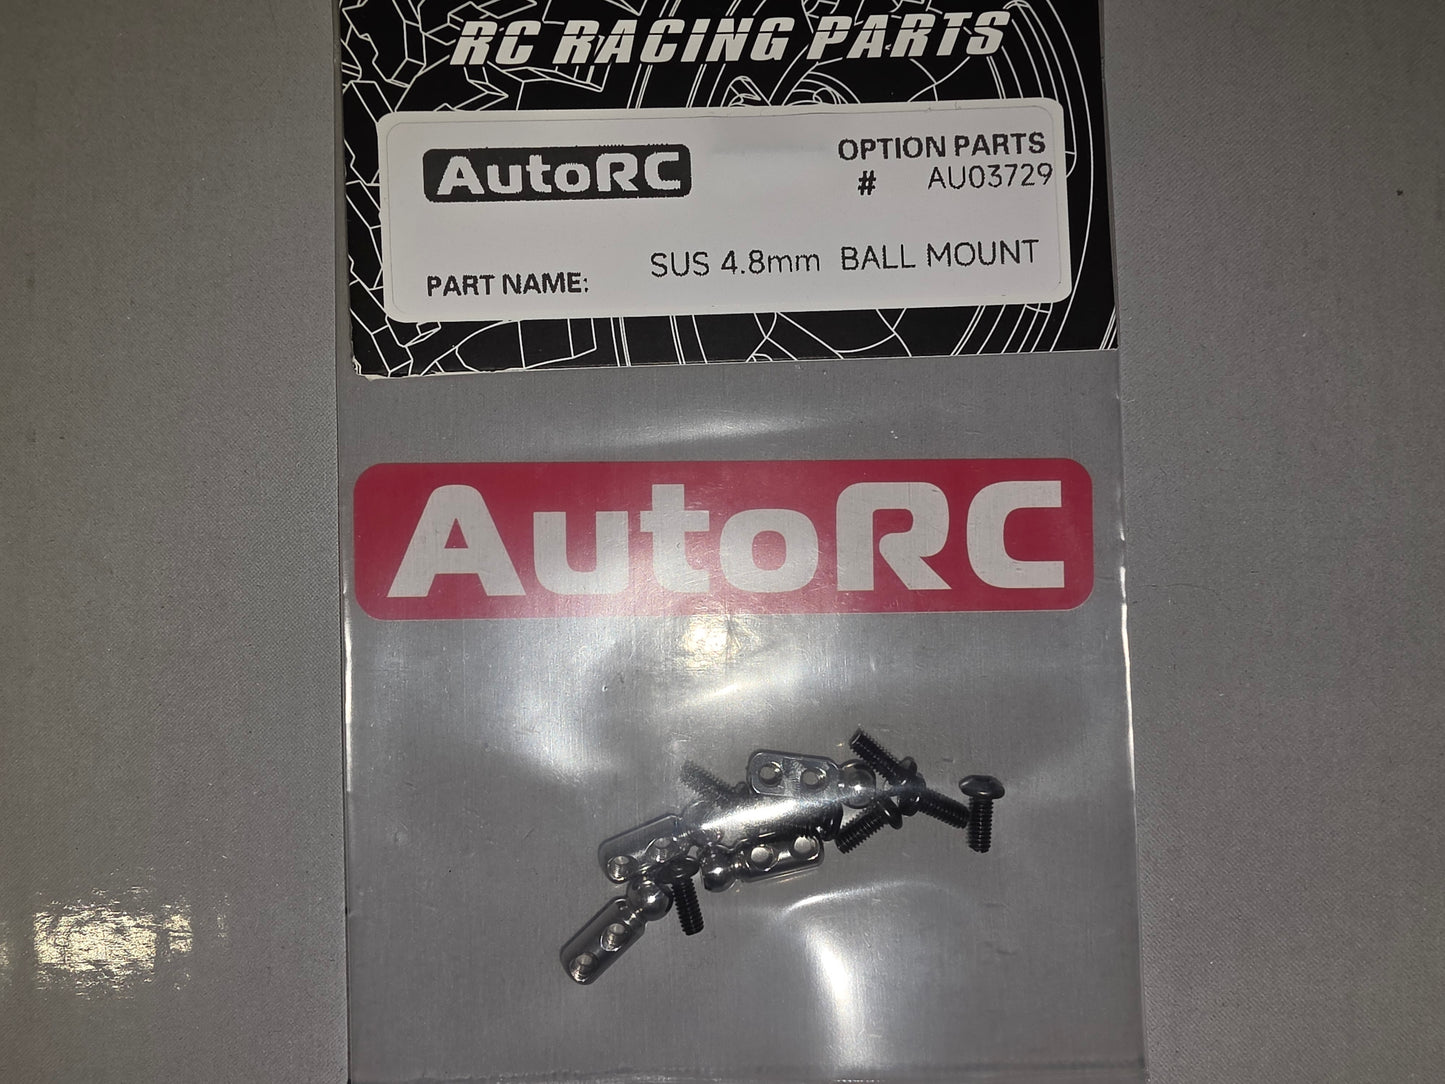 RC RACING PARTS
AutoRC
OPTION PARTS
# AU03729
PART NAME: SUS 4.8mm BALL MOUNT
AutoRC